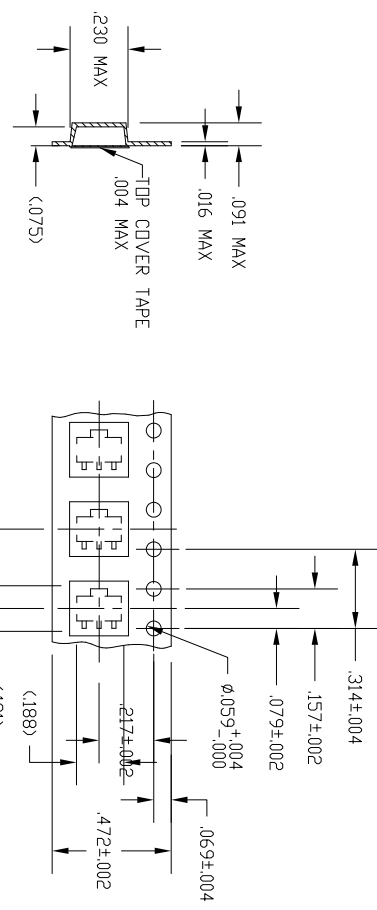 .230 MAX
.091 MAX
.016 MAX
TOP COVER TAPE
.004 MAX
(.075)
.314±.004
.157±.002
.079±.002
Ø.059+.004
-.000
.069±.004
.217±.002
(.188)
.472±.002